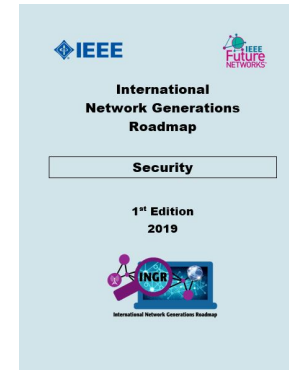 IEEE
IEEE
Future
NETWORKS
International
Network Generations
Roadmap
Security
1st Edition
2019
INGR
International Network Generations Roadmap